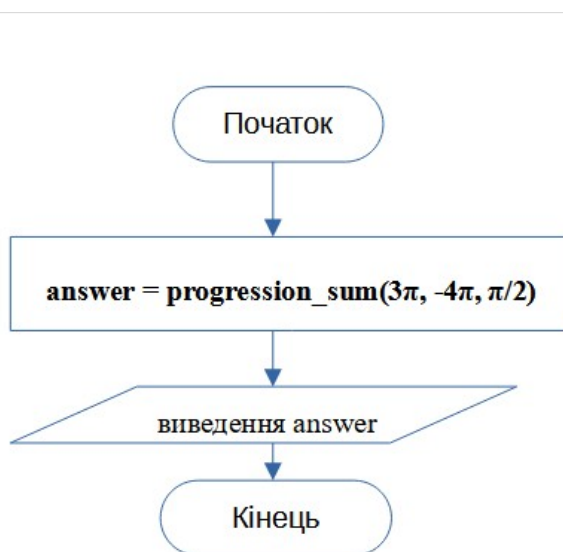 Початок
answer = progression_sum(3π, -4π, π/2)
виведення answer
Кінець